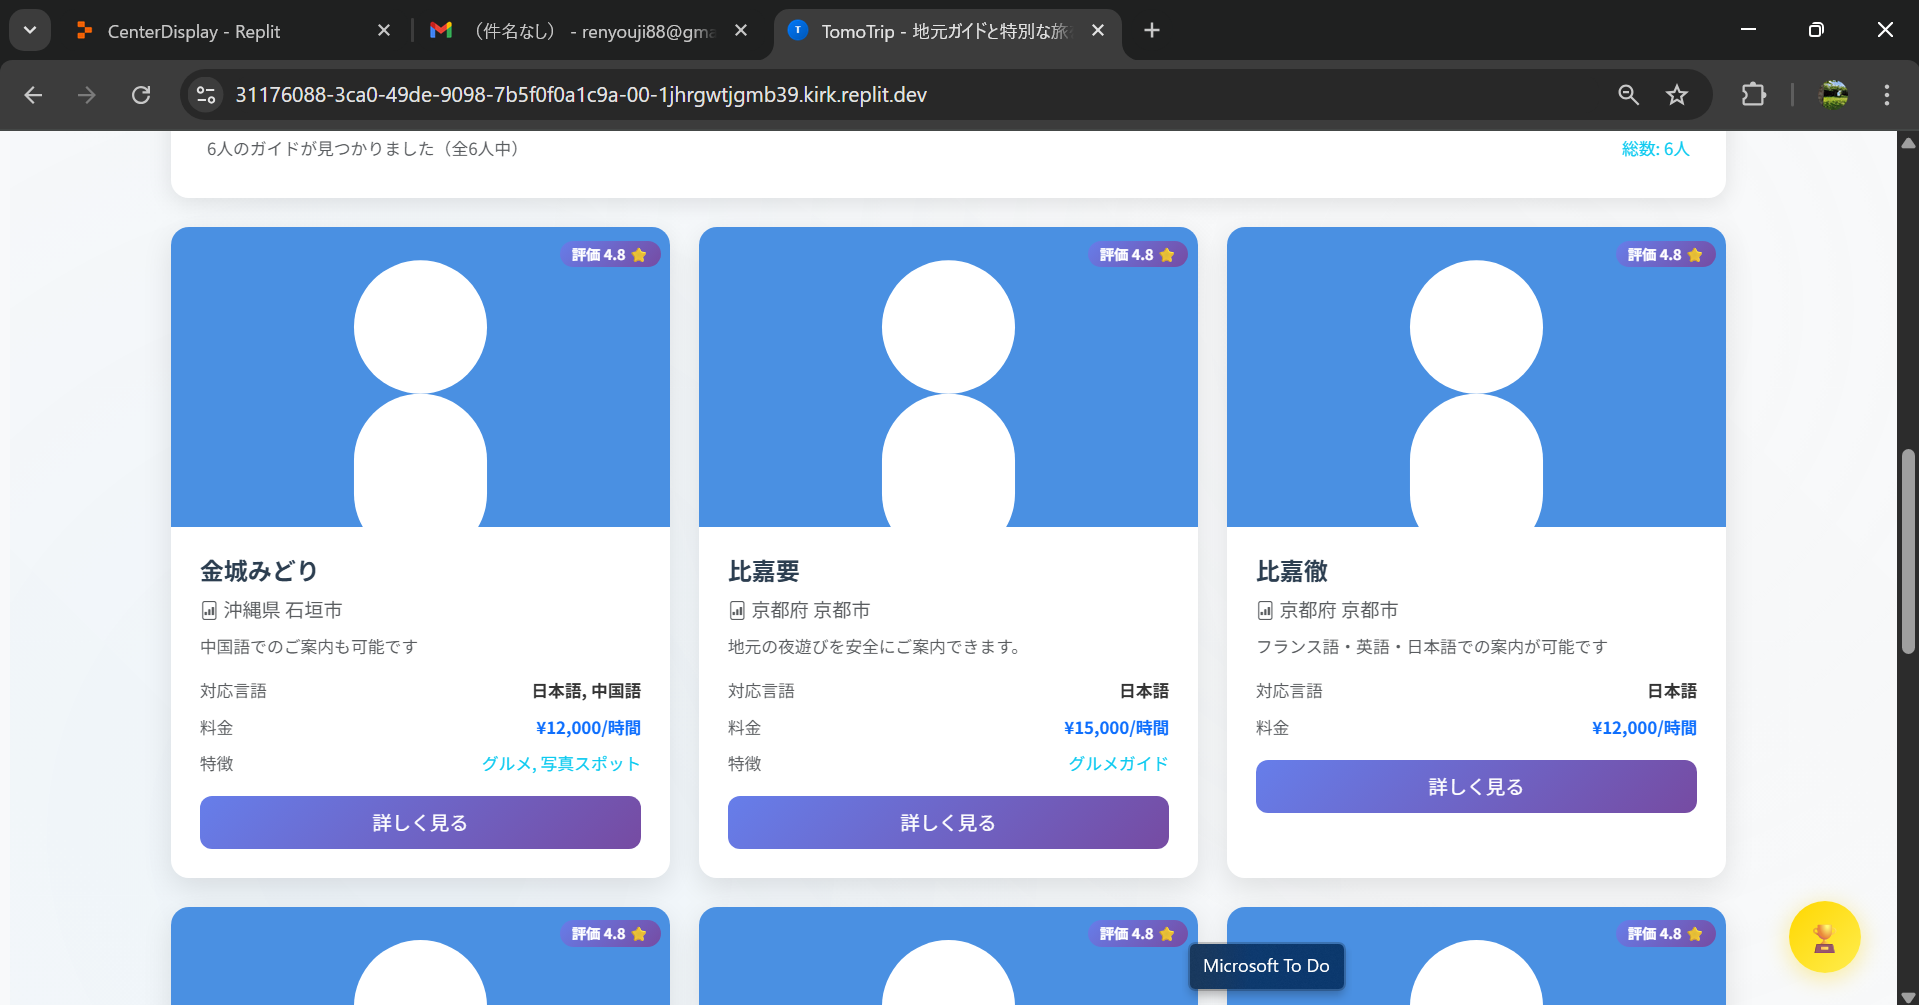 CenterDisplay - Replit
（件名なし） - renyouji88@gma
TomoTrip - 地元ガイドと特別な旅
31176088-3ca0-49de-9098-7b5f0f0a1c9a-00-1jhrgwtjgmb39.kirk.replit.dev
6人のガイドが見つかりました（全6人中）
総数: 6人
評価 4.8
評価 4.8
評価 4.8
金城みどり
沖縄県 石垣市
中国語でのご案内も可能です
対応言語 日本語, 中国語
料金 ¥12,000/時間
特徴 グルメ, 写真スポット
詳しく見る
比嘉要
京都府 京都市
地元の夜遊びを安全にご案内できます。
対応言語 日本語
料金 ¥15,000/時間
特徴 グルメガイド
詳しく見る
比嘉徹
京都府 京都市
フランス語・英語・日本語での案内が可能です
対応言語 日本語
料金 ¥12,000/時間
詳しく見る
評価 4.8
評価 4.8
評価 4.8
Microsoft To Do